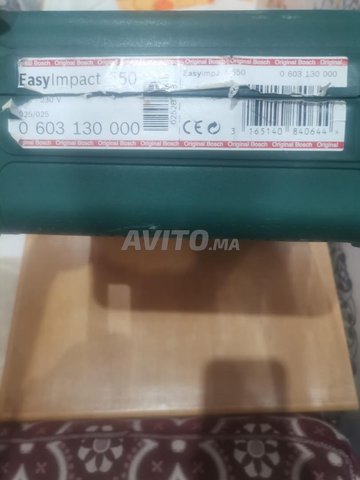 Original Bosch Original Bosch Original Bosch Original Bosch Original Bosch
EasyImpact 550
EasyImpact 550
0 603 130 000
230 V
025/025
0 603 130 000
CE
3 165140 840644
Original Bosch Original Bosch Original Bosch Original Bosch Original Bosch
AVITO.MA